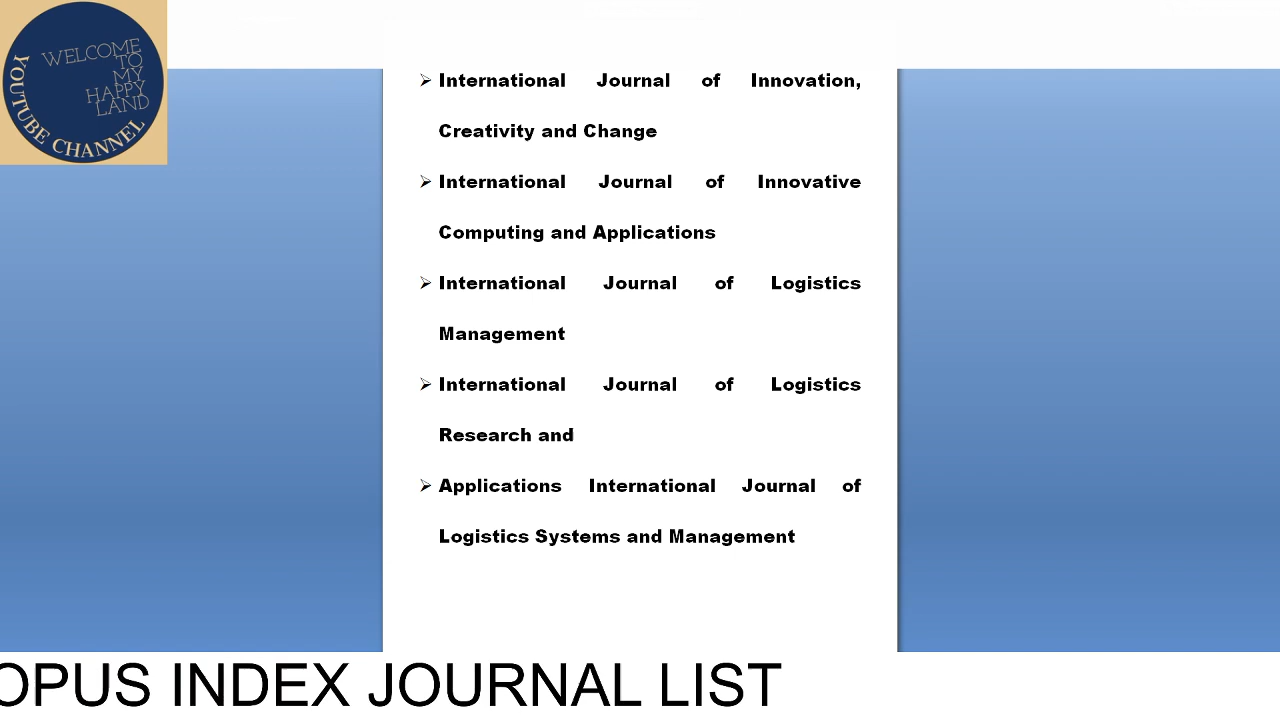 WELCOME
TO
MY
HAPPY
LAND
YOUTUBE CHANNEL
➢ International Journal of Innovation,
Creativity and Change
➢ International Journal of Innovative
Computing and Applications
➢ International Journal of Logistics
Management
➢ International Journal of Logistics
Research and
➢ Applications International Journal of
Logistics Systems and Management
OPUS INDEX JOURNAL LIST